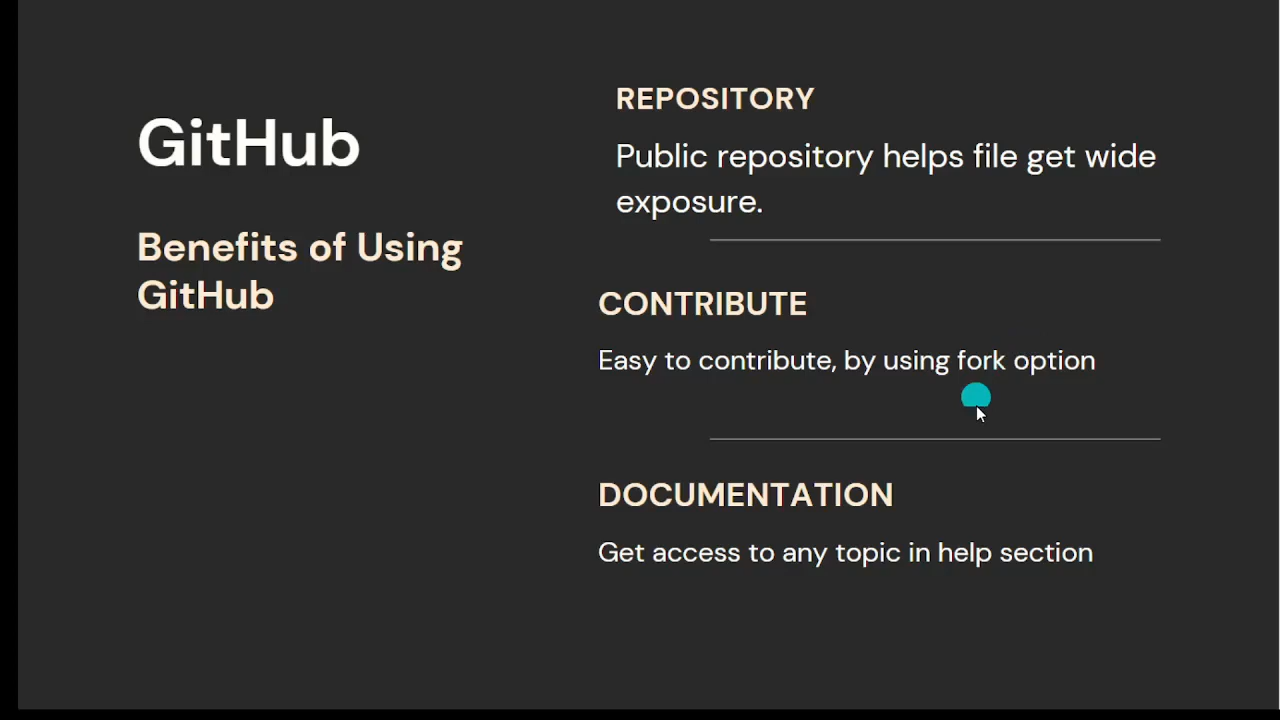 GitHub
Benefits of Using
GitHub
REPOSITORY
Public repository helps file get wide
exposure.
CONTRIBUTE
Easy to contribute, by using fork option
DOCUMENTATION
Get access to any topic in help section